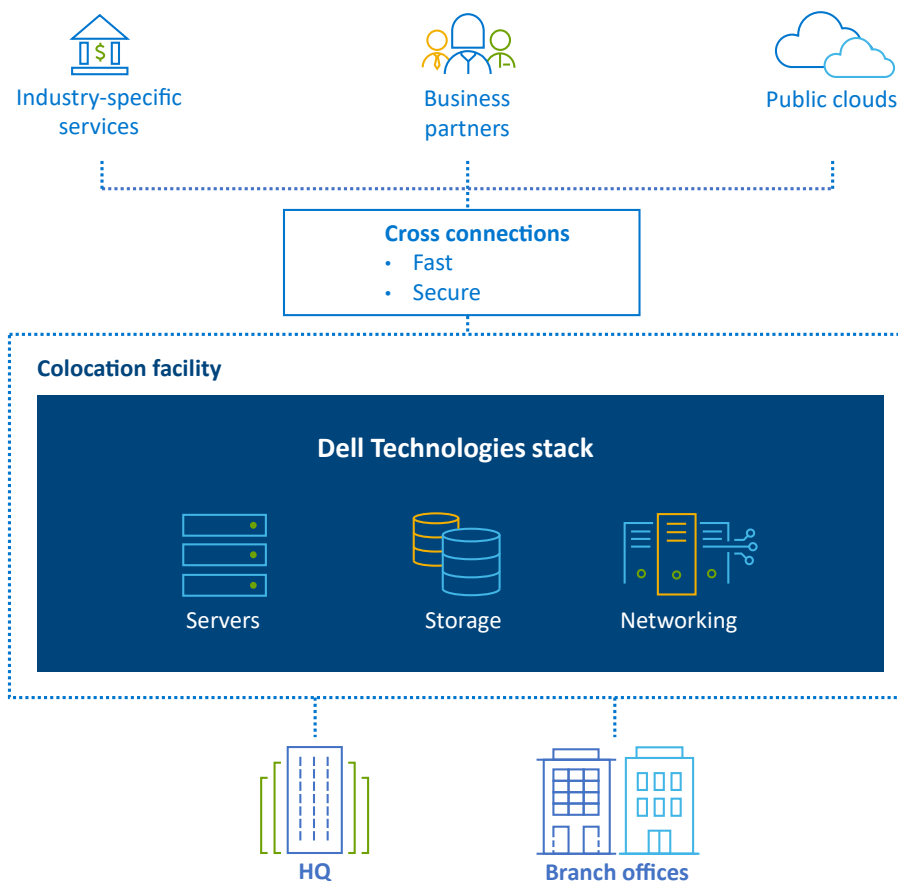 $
Industry-specific
services
Business
partners
Public clouds
Cross connections
• Fast
• Secure
Colocation facility
Dell Technologies stack
Servers
Storage
Networking
HQ
Branch offices